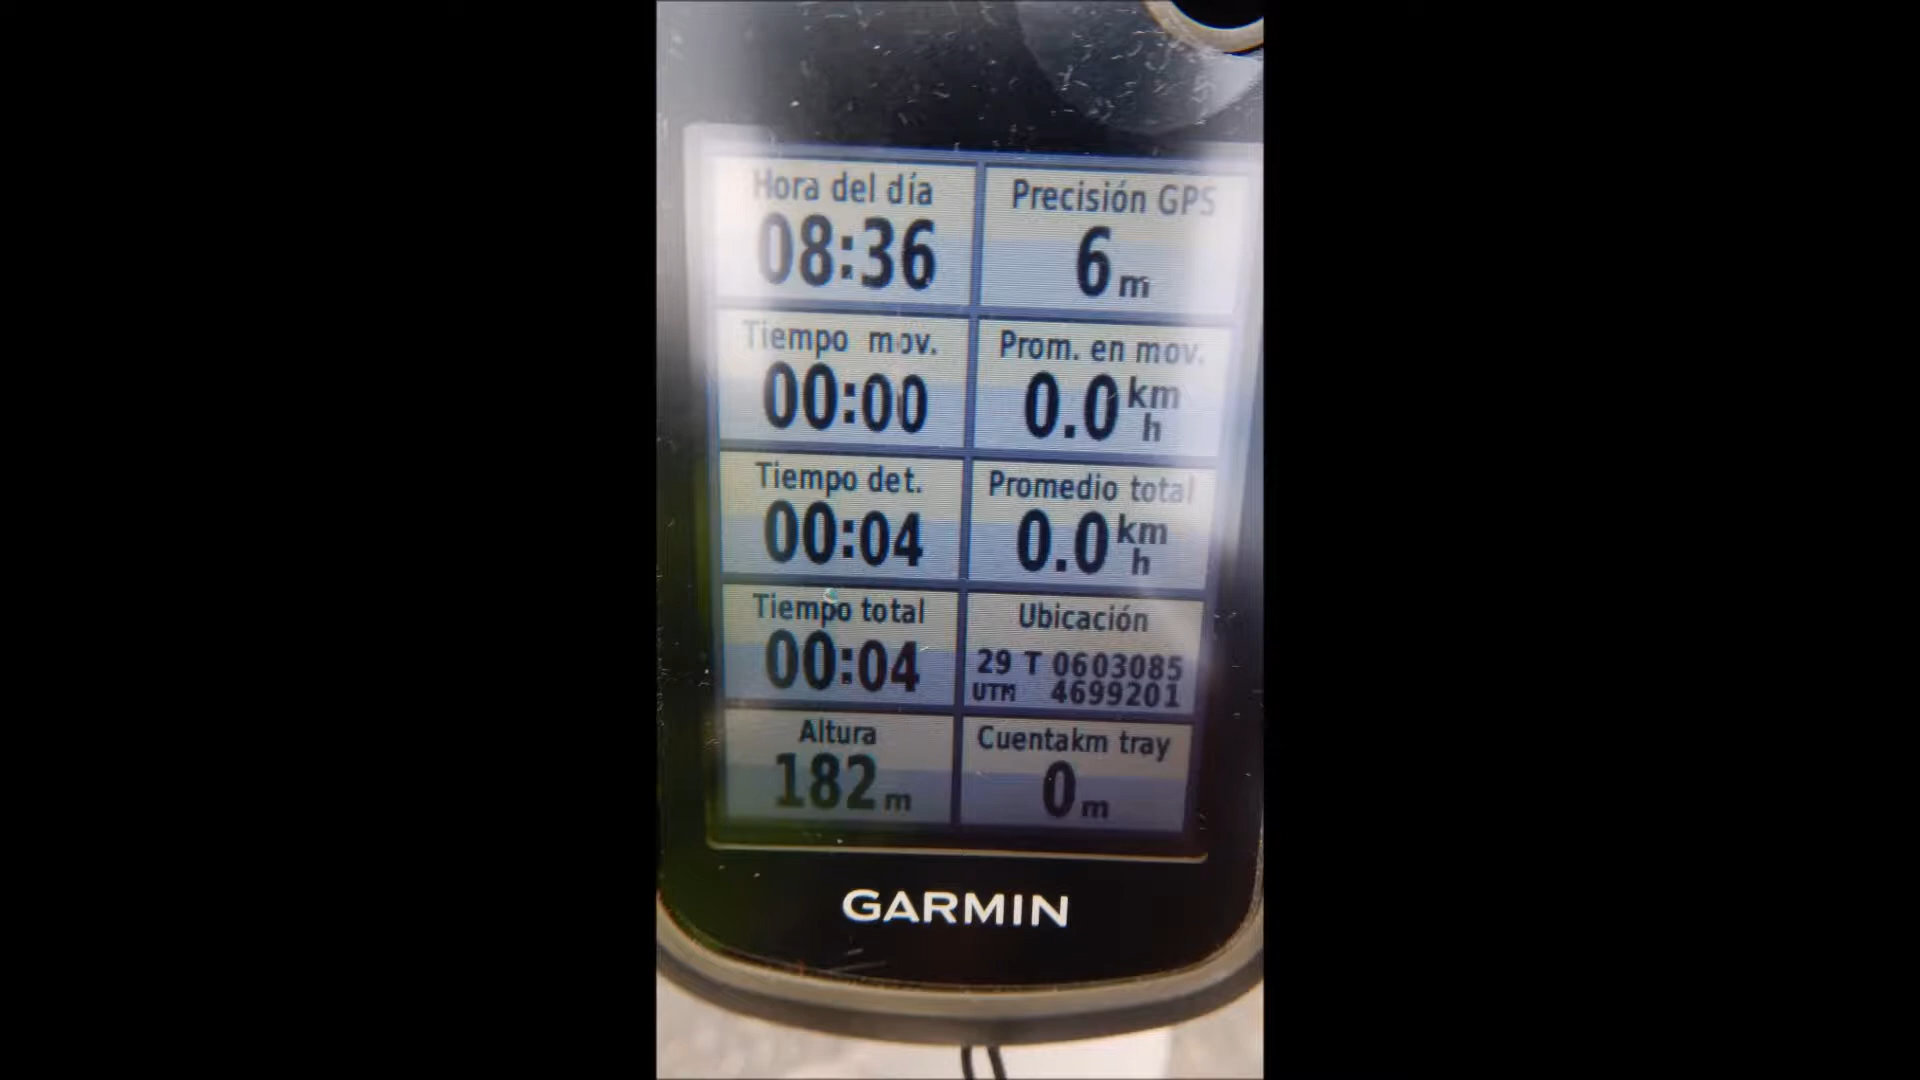 Hora del día
08:36
Precisión GPS
6 m
Tiempo mov.
00:00
Prom. en mov.
0.0 km
h
Tiempo det.
00:04
Promedio total
0.0 km
h
Tiempo total
00:04
Ubicación
29 T 0603085
UTM 4699201
Altura
182 m
Cuentakm tray
0 m
GARMIN